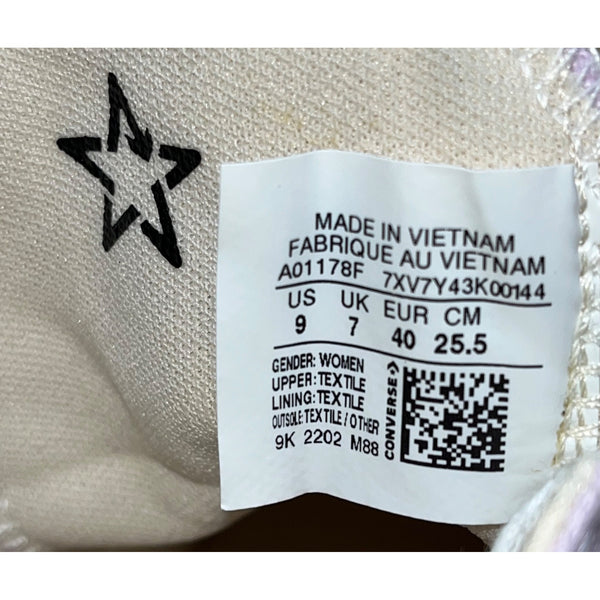 MADE IN VIETNAM
FABRIQUE AU VIETNAM
A01178F 7XV7Y43K00144
US UK EUR CM
9 7 40 25.5
GENDER: WOMEN
UPPER: TEXTILE
LINING: TEXTILE
OUTSOLE: TEXTILE / OTHER
9K 2202 M88
CONVERSE